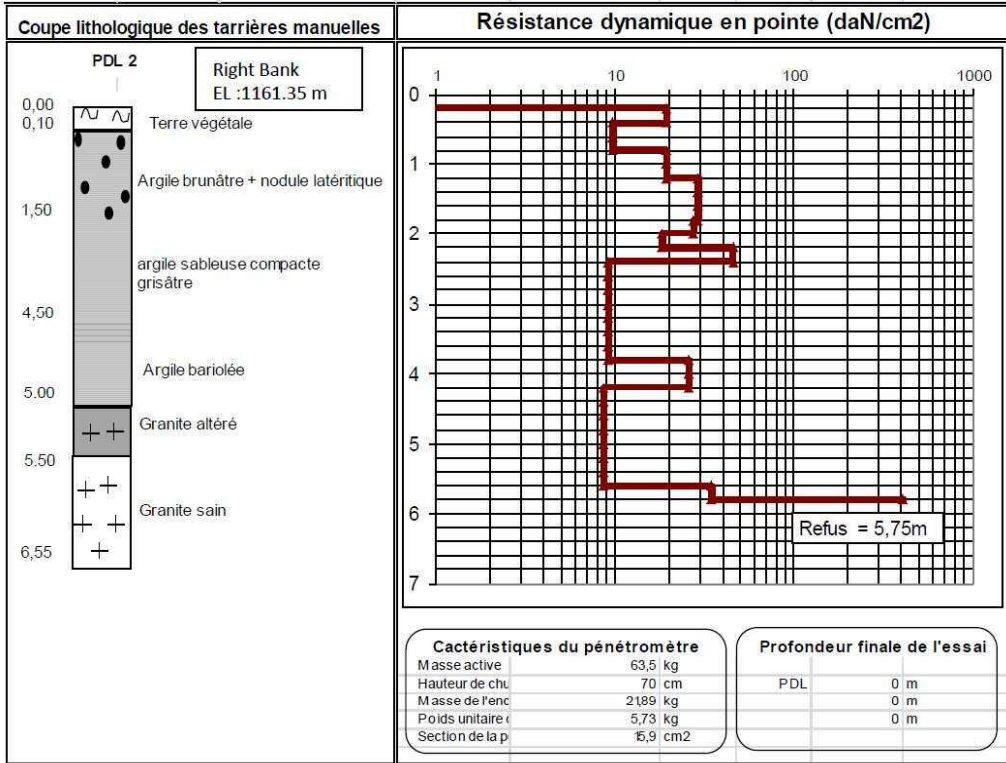 Coupe lithologique des tarrières manuelles
PDL 2
Right Bank
EL :1161.35 m
0,00
0,10
Terre végétale
Argile brunâtre + nodule latéritique
1,50
argile sableuse compacte
grisâtre
4,50
Argile bariolée
5.00
Granite altéré
5.50
Granite sain
6,55
Résistance dynamique en pointe (daN/cm2)
1 10 100 1000
0
1
2
3
4
5
6
7
Refus = 5,75m
Cactéristiques du pénétromètre
Masse active 63,5 kg
Hauteur de chu 70 cm
Masse de l'enc 21,89 kg
Poids unitaire 5,73 kg
Section de la p 15,9 cm2
Profondeur finale de l'essai
PDL 0 m
0 m
0 m